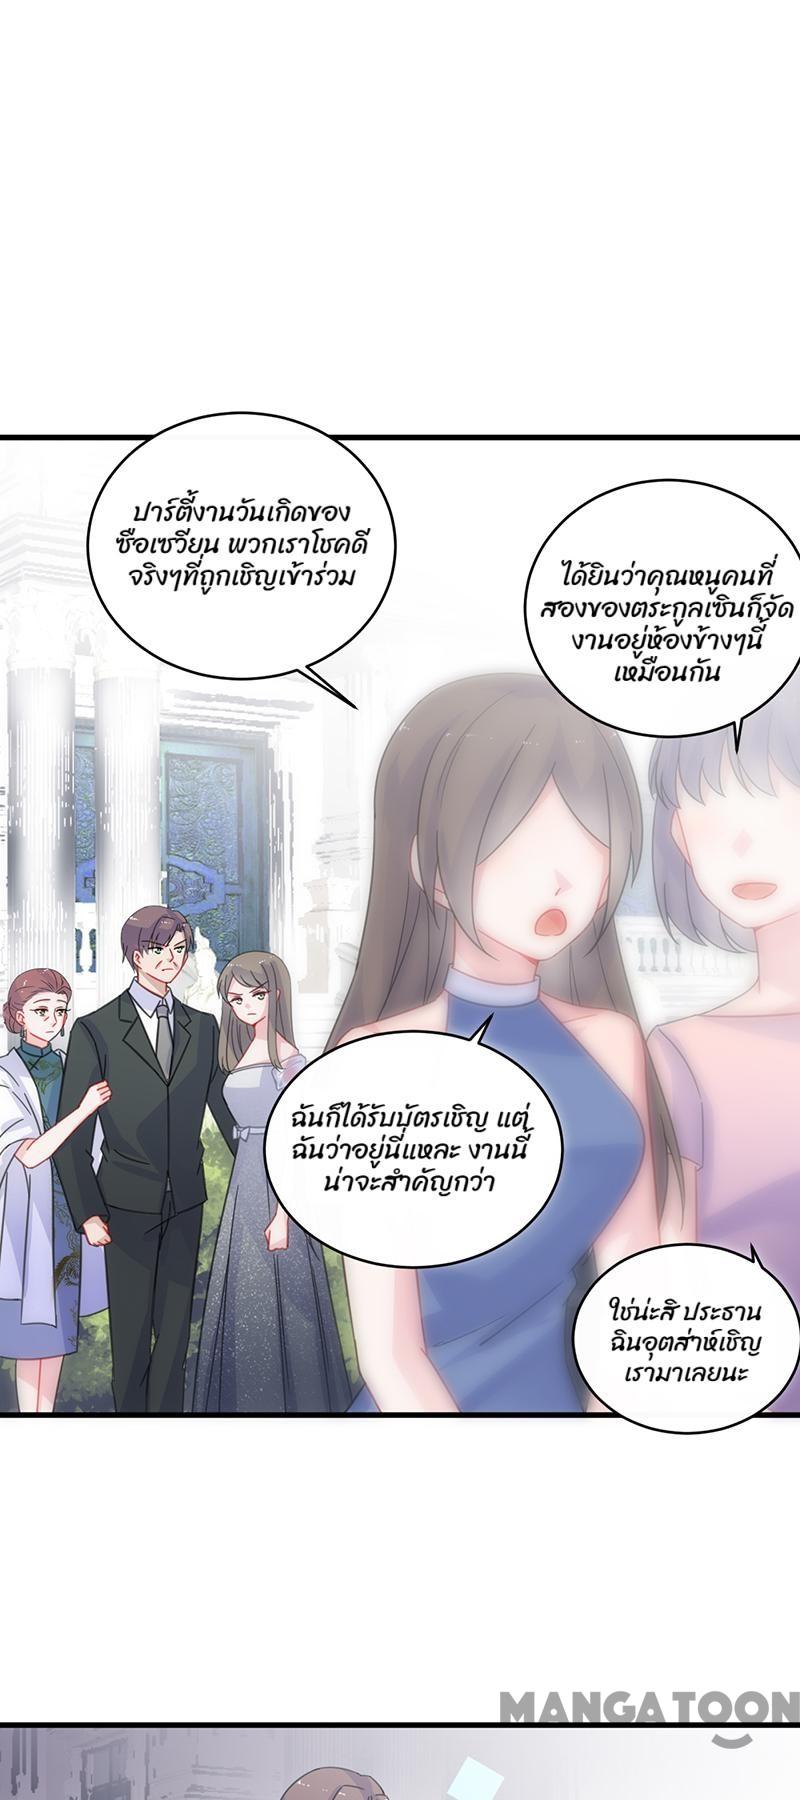 ปาร์ตี้งานวันเกิดของ
ซือเซวียน พวกเราโชคดี
จริงๆที่ถูกเชิญเข้าร่วม
ได้ยินว่าคุณหนูคนที่
สองของตระกูลเซินก็จัด
งานอยู่ห้องข้างๆนี้
เหมือนกัน
ฉันก็ได้รับบัตรเชิญ แต่
ฉันว่าอยู่นี่แหละ งานนี้
น่าจะสำคัญกว่า
ใช่น่ะสิ ประธาน
ฉินอุตส่าห์เชิญ
เรามาเลยนะ
MANGATOON